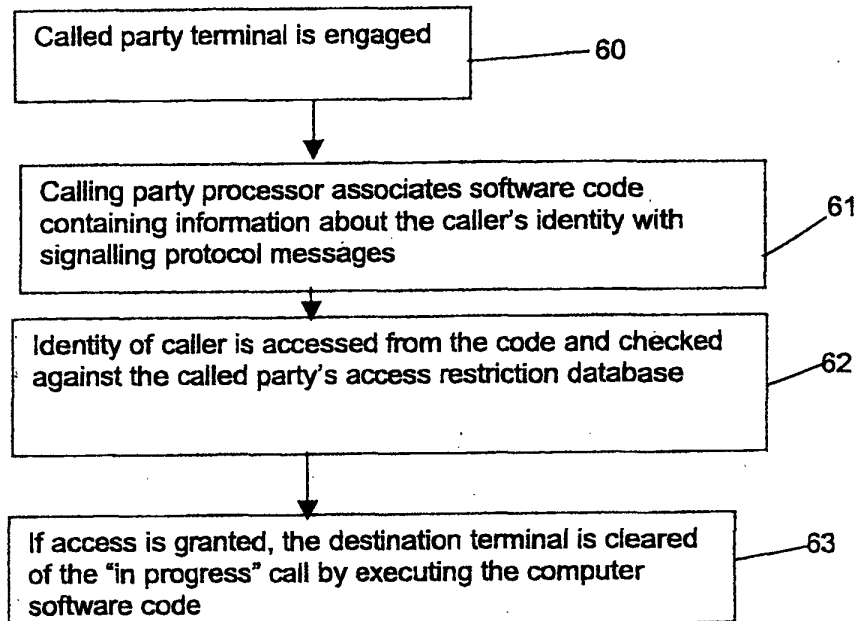 Called party terminal is engaged
60
Calling party processor associates software code
containing information about the caller's identity with
signalling protocol messages
61
Identity of caller is accessed from the code and checked
against the called party's access restriction database
62
If access is granted, the destination terminal is cleared
of the "in progress" call by executing the computer
software code
63